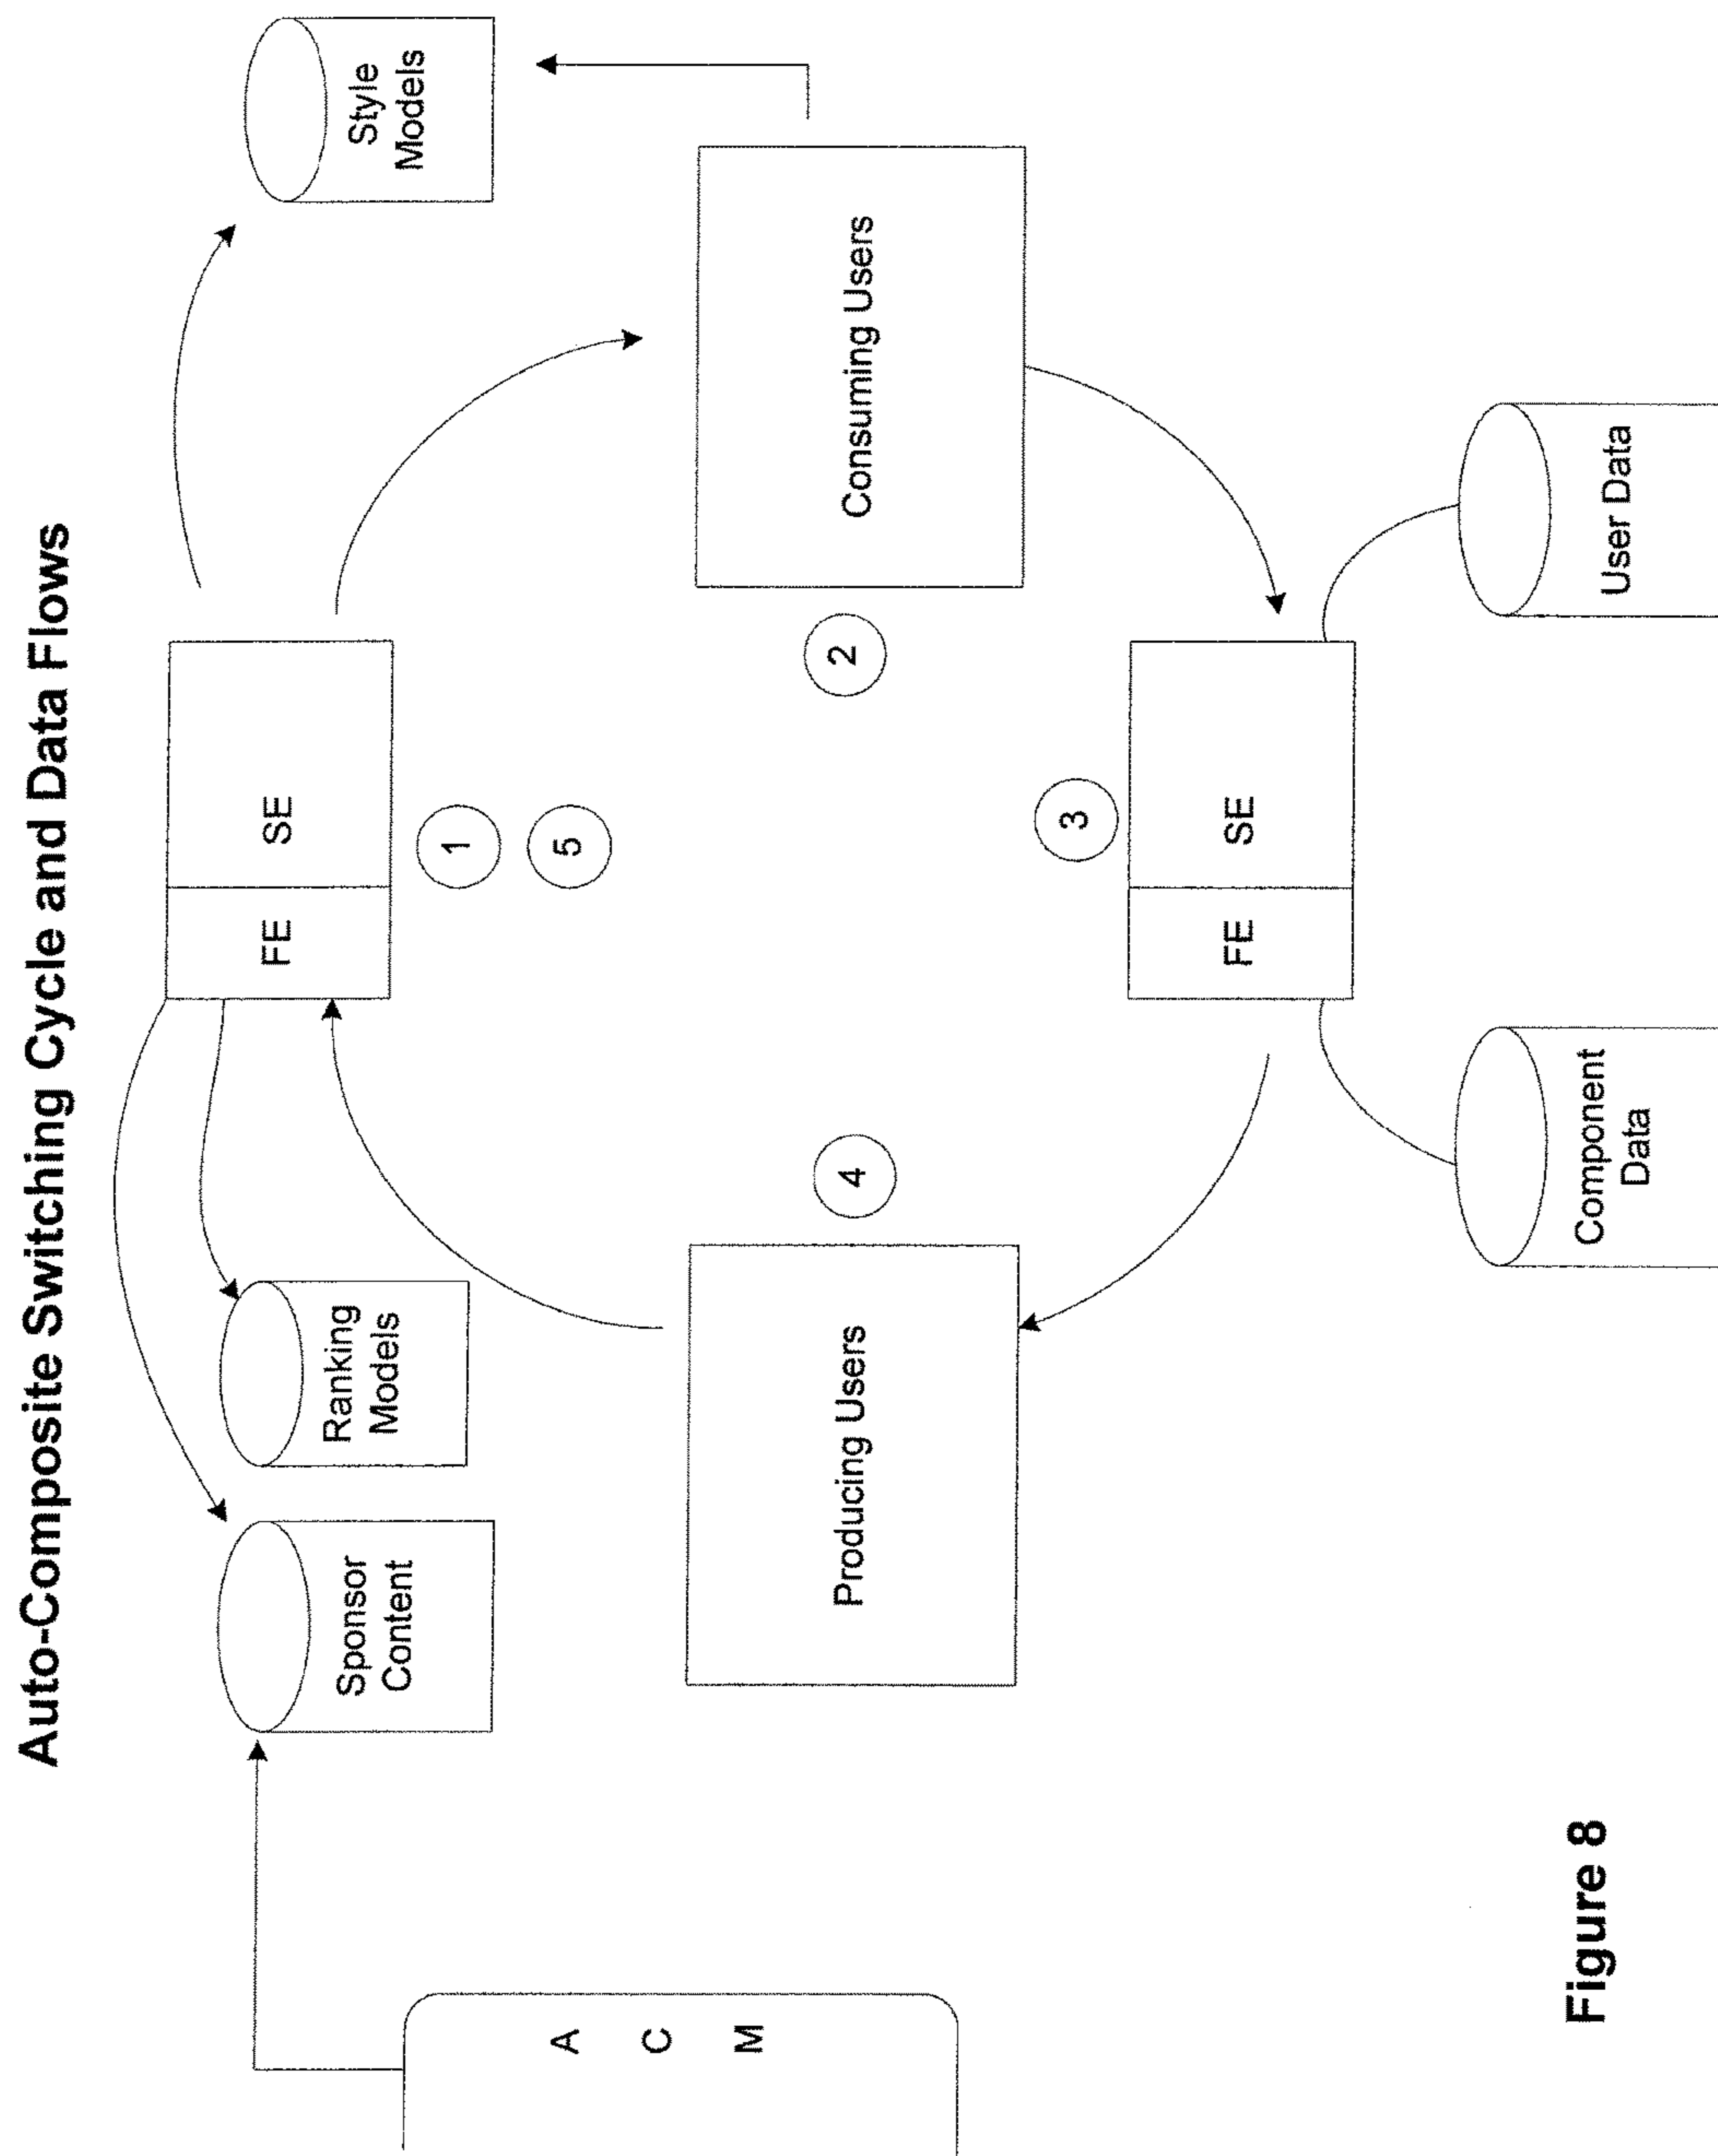 Auto-Composite Switching Cycle and Data Flows
Sponsor
Content
Ranking
Models
FE
SE
Style
Models
1
5
A
C
M
Producing Users
4
2
Consuming Users
3
FE
SE
Component
Data
User Data
Figure 8